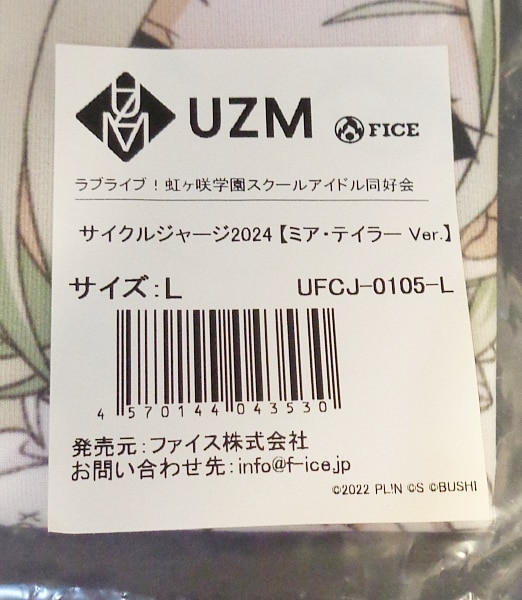 UZM UZM FICE
ラブライブ！虹ヶ咲学園スクールアイドル同好会
サイクルジャージ2024【ミア・テイラー Ver.】
サイズ：L UFCJ-0105-L
4 570144 043530
発売元：ファイス株式会社
お問い合わせ先：info@f-ice.jp
©2022 PL!N ©S ©BUSHI